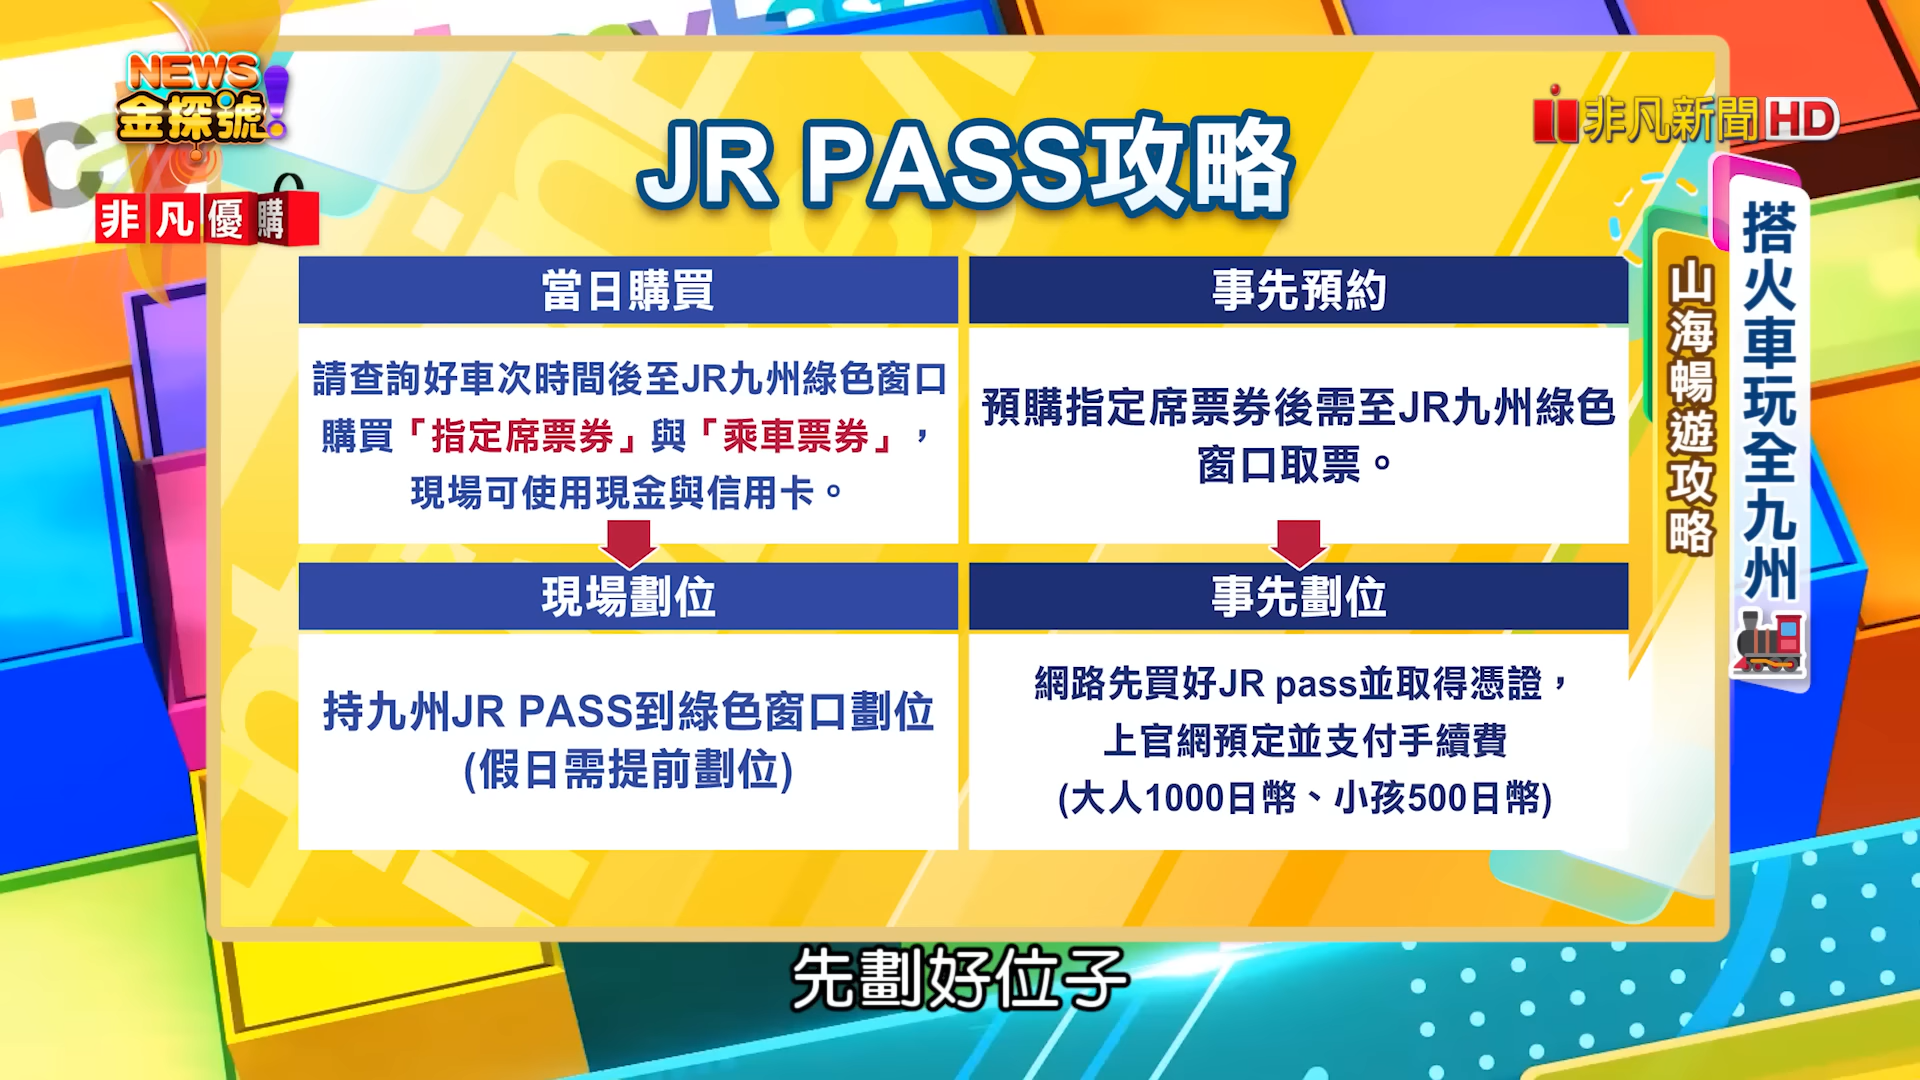 NEWS
金探號!
非凡優購
非凡新聞HD
JR PASS攻略
搭火車玩全九州
山海暢遊攻略
當日購買
請查詢好車次時間後至JR九州綠色窗口
購買「指定席票券」與「乘車票券」，
現場可使用現金與信用卡。
現場劃位
持九州JR PASS到綠色窗口劃位
(假日需提前劃位)
事先預約
預購指定席票券後需至JR九州綠色
窗口取票。
事先劃位
網路先買好JR pass並取得憑證，
上官網預定並支付手續費
(大人1000日幣、小孩500日幣)
先劃好位子